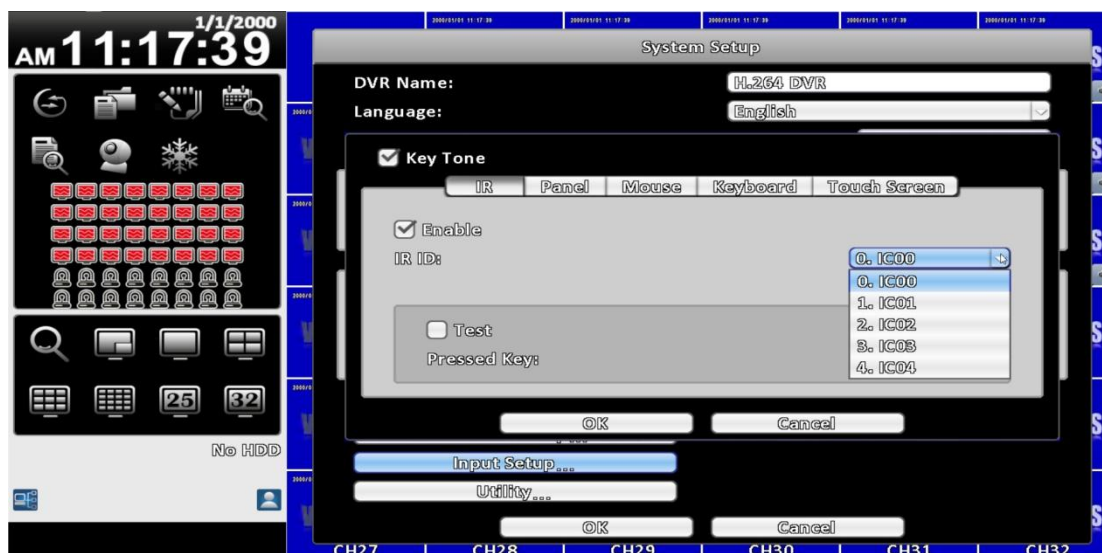 1/1/2000
AM 11:17:39
25
32
No HDD
2000/01/01 11:17:39
2000/01/01 11:17:39
2000/01/01 11:17:39
2000/01/01 11:17:39
2000/01/01 11:17:39
System Setup
DVR Name:
H.264 DVR
Language:
English
Key Tone
IR
Panel
Mouse
Keyboard
Touch Screen
Enable
IR ID:
0. IC00
0. IC00
1. IC01
2. IC02
3. IC03
4. IC04
Test
Pressed Key:
OK
Cancel
Input Setup...
Utility...
OK
Cancel
CH27
CH28
CH29
CH30
CH31
CH32